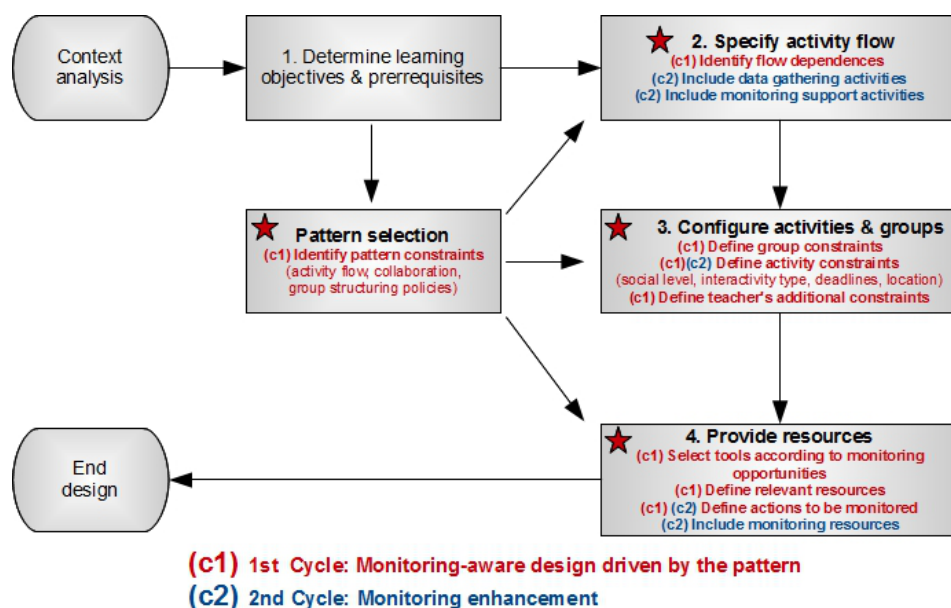 Context
analysis
1. Determine learning
objectives & prerrequisites
2. Specify activity flow
(c1) Identify flow dependences
(c2) Include data gathering activities
(c2) Include monitoring support activities
Pattern selection
(c1) Identify pattern constraints
(activity flow, collaboration,
group structuring policies)
3. Configure activities & groups
(c1) Define group constraints
(c1)(c2) Define activity constraints
(social level, interactivity type, deadlines, location)
(c1) Define teacher's additional constraints
End
design
4. Provide resources
(c1) Select tools according to monitoring
opportunities
(c1) Define relevant resources
(c1) (c2) Define actions to be monitored
(c2) Include monitoring resources
(c1) 1st Cycle: Monitoring-aware design driven by the pattern
(c2) 2nd Cycle: Monitoring enhancement